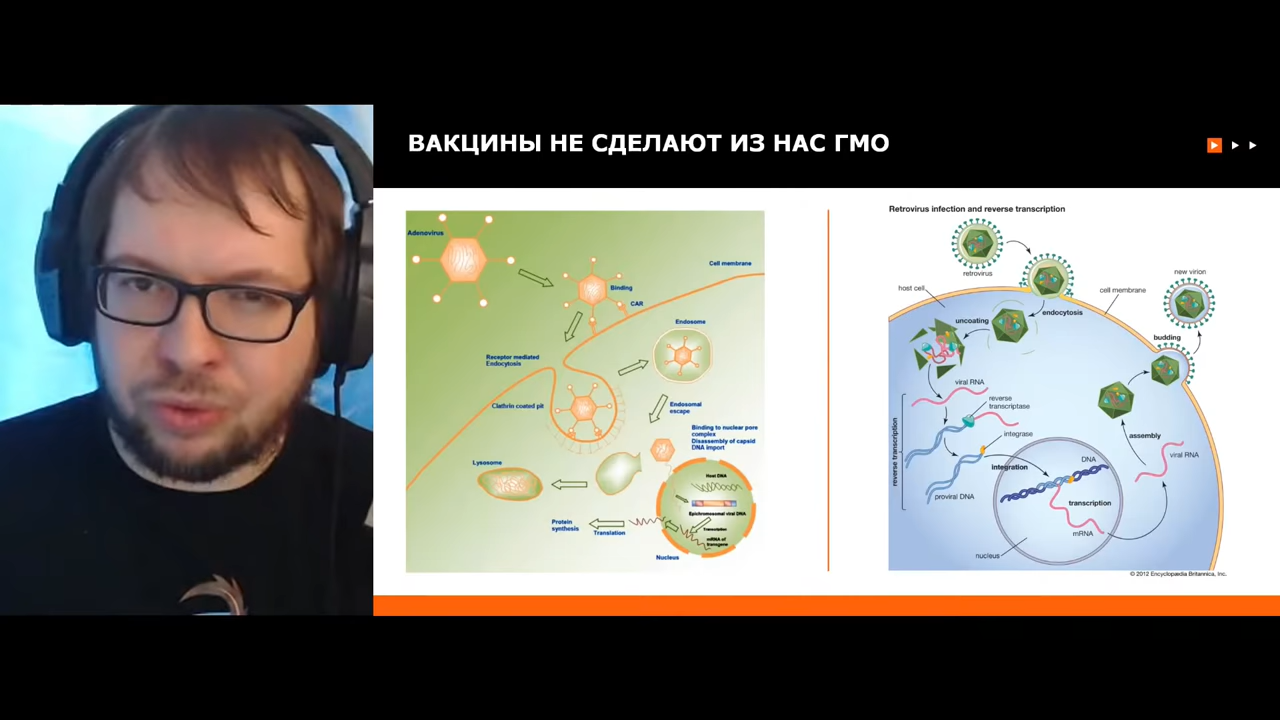 ВАКЦИНЫ НЕ СДЕЛАЮТ ИЗ НАС ГМО
Adenovirus
Binding
CAR
Cell membrane
Endosome
Receptor mediated
Endocytosis
Clathrin coated pit
Endosomal
escape
Binding to nuclear pore
complex
Disassembly of capsid
DNA import
Lysosome
Host DNA
Epichromosomal viral DNA
Transcription
mRNA of
transgene
Protein
synthesis
Translation
Nucleus
Retrovirus infection and reverse transcription
retrovirus
new virion
host cell
cell membrane
endocytosis
uncoating
budding
viral RNA
reverse
transcriptase
integrase
assembly
reverse transcription
integration
DNA
viral RNA
proviral DNA
transcription
mRNA
nucleus
© 2012 Encyclopædia Britannica, Inc.